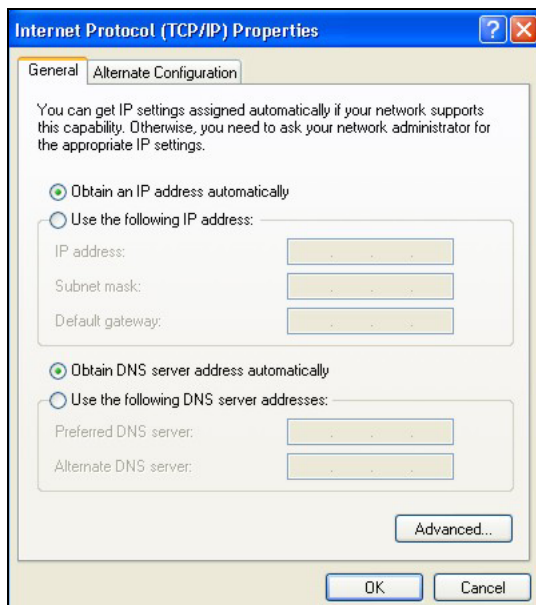 Internet Protocol (TCP/IP) Properties
General
Alternate Configuration
You can get IP settings assigned automatically if your network supports
this capability. Otherwise, you need to ask your network administrator for
the appropriate IP settings.
Obtain an IP address automatically
Use the following IP address:
IP address:
Subnet mask:
Default gateway:
Obtain DNS server address automatically
Use the following DNS server addresses:
Preferred DNS server:
Alternate DNS server:
Advanced...
OK
Cancel